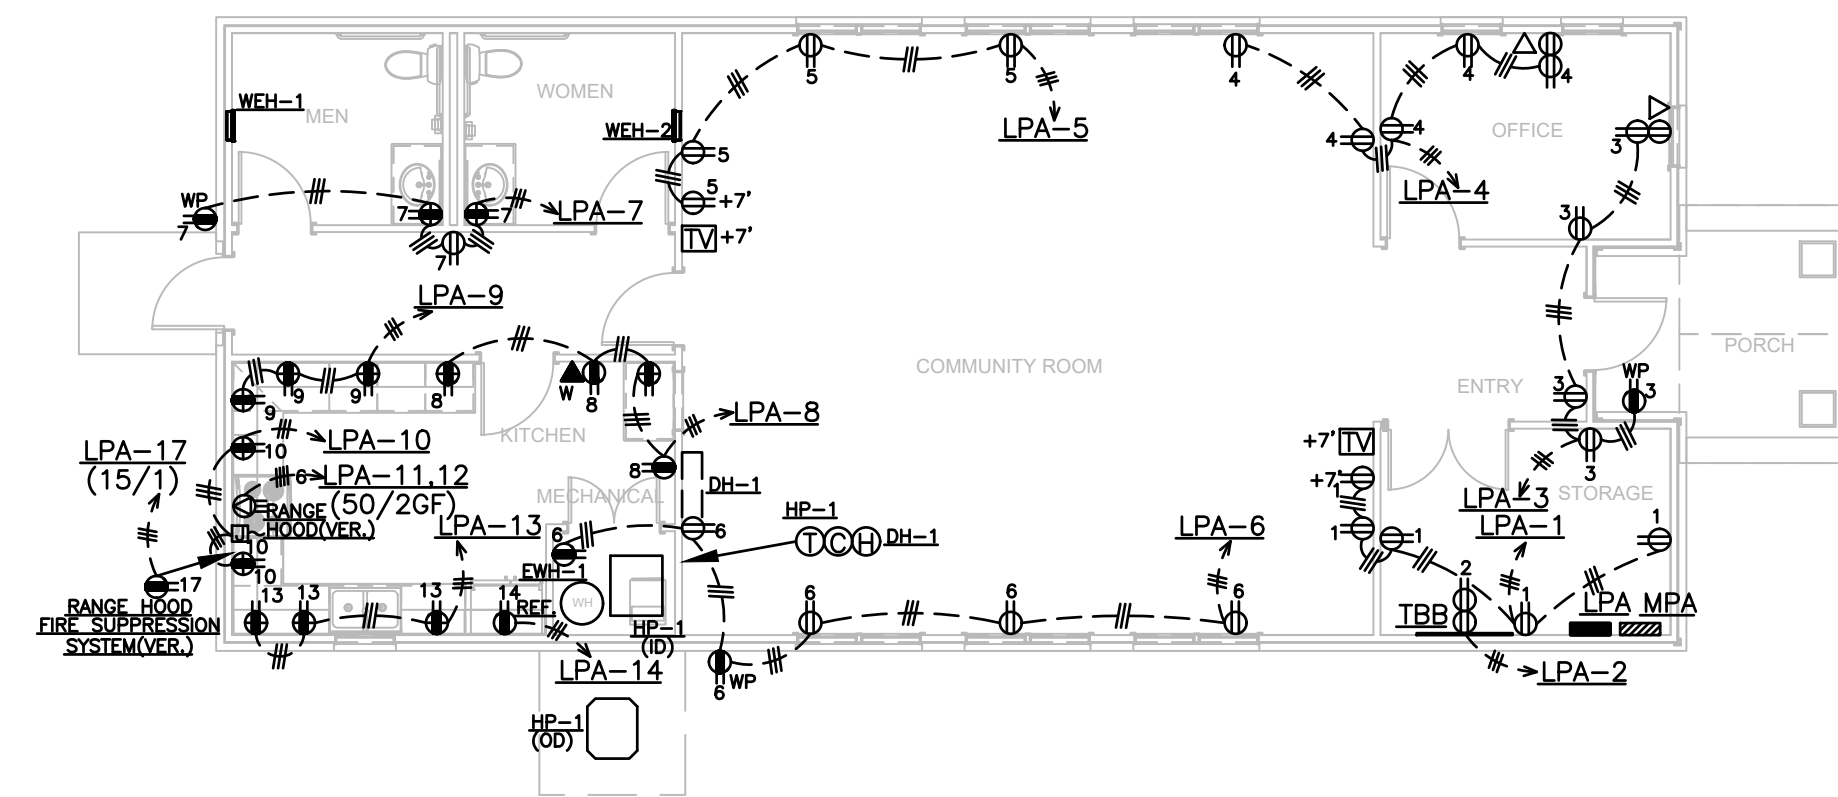 5
5
4
4
4
WEH-1
MEN
WOMEN
WEH-2
5
LPA-5
4
4
OFFICE
3
LPA-4
WP
7
7
7
LPA-7
5
+7'
TV
+7'
3
7
LPA-9
COMMUNITY ROOM
PORCH
ENTRY
W
9
9
8
8
9
KITCHEN
LPA-8
3
WP
3
3
LPA-17
(15/1)
10
LPA-10
8
+7'
TV
+7'
6
LPA-11,12
(50/2GF)
RANGE
HOOD(VER.)
J
MECHANICAL
DH-1
1
LPA-3
STORAGE
LPA-13
HP-1
T C H
DH-1
LPA-6
LPA-1
10
10
6
6
1
1
1
17
EWH-1
WH
2
RANGE HOOD
FIRE SUPPRESSION
SYSTEM(VER.)
13
13
13
14
REF.
HP-1
(ID)
6
6
6
TBB
1
LPA
MPA
LPA-14
6
WP
LPA-2
HP-1
(OD)